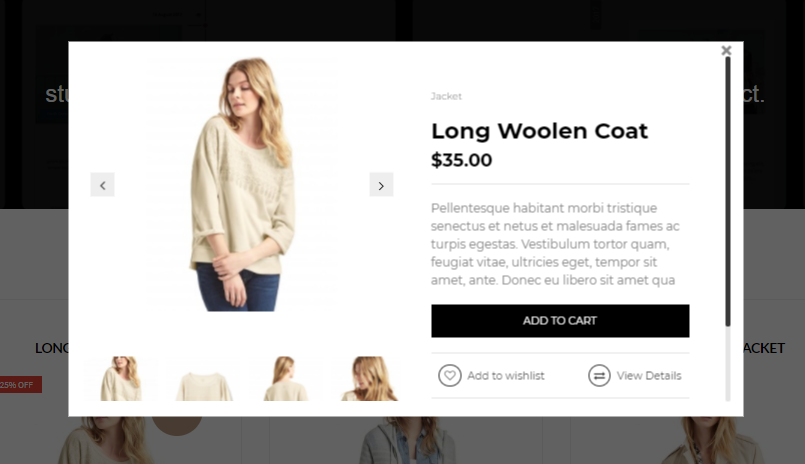 stu
ct.
Jacket
Long Woolen Coat
$35.00
Pellentesque habitant morbi tristique
senectus et netus et malesuada fames ac
turpis egestas. Vestibulum tortor quam,
feugiat vitae, ultricies eget, tempor sit
amet, ante. Donec eu libero sit amet qua
ADD TO CART
LONG
ACKET
Add to wishlist
View Details
25% OFF